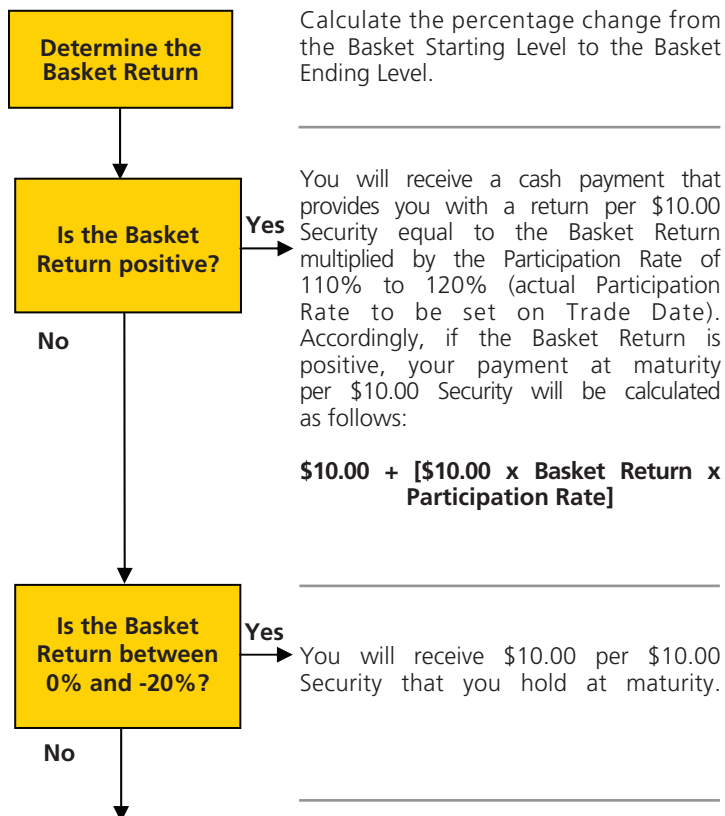 Determine the
Basket Return
Calculate the percentage change from
the Basket Starting Level to the Basket
Ending Level.
Is the Basket
Return positive?
Yes
You will receive a cash payment that
provides you with a return per $10.00
Security equal to the Basket Return
multiplied by the Participation Rate of
110% to 120% (actual Participation
Rate to be set on Trade Date).
Accordingly, if the Basket Return is
positive, your payment at maturity
per $10.00 Security will be calculated
as follows:
$10.00 + [$10.00 x Basket Return x
Participation Rate]
No
Is the Basket
Return between
0% and -20%?
Yes
You will receive $10.00 per $10.00
Security that you hold at maturity.
No